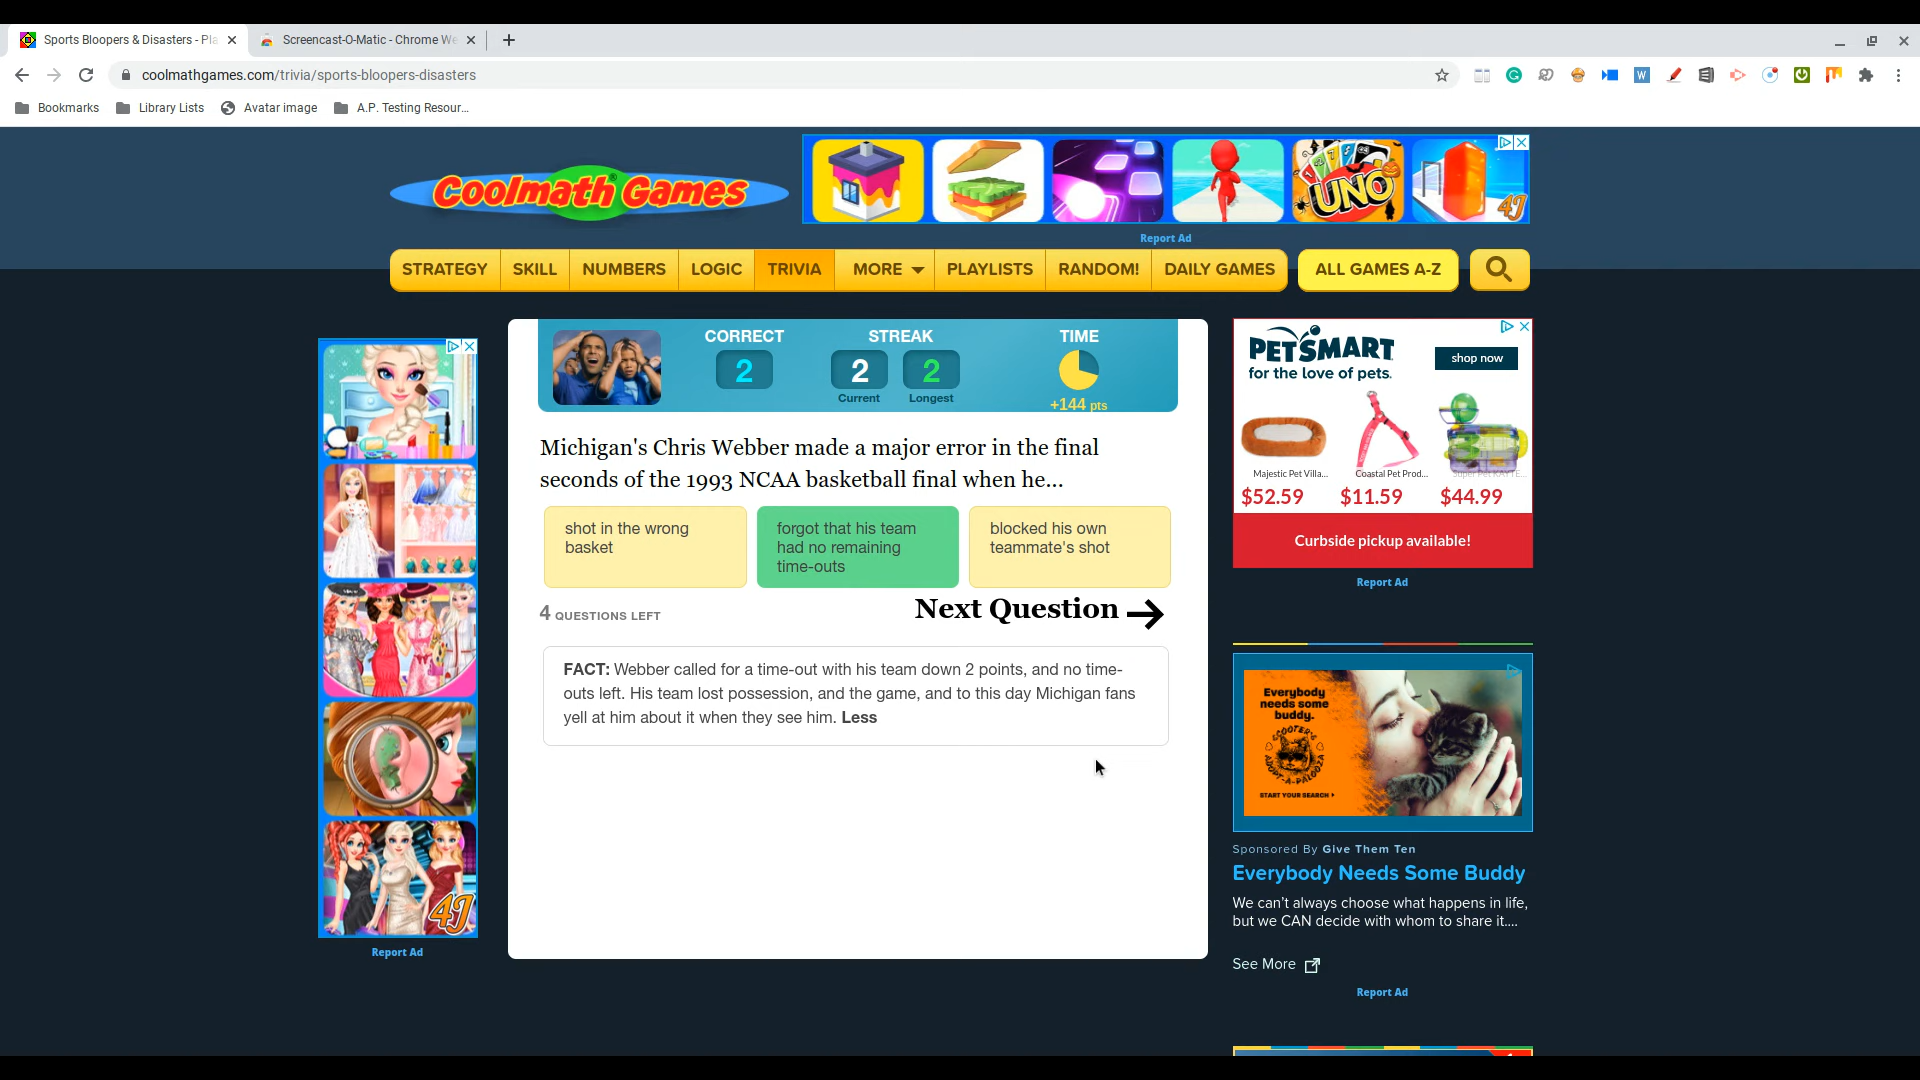 Sports Bloopers & Disasters - Pla
Screencast-O-Matic - Chrome We
coolmathgames.com/trivia/sports-bloopers-disasters
Bookmarks
Library Lists
Avatar image
A.P. Testing Resour...
Coolmath Games
UNO
4J
Report Ad
STRATEGY
SKILL
NUMBERS
LOGIC
TRIVIA
MORE
PLAYLISTS
RANDOM!
DAILY GAMES
ALL GAMES A-Z
4J
Report Ad
CORRECT
STREAK
TIME
2
2
2
Current
Longest
+144 pts
Michigan's Chris Webber made a major error in the final
seconds of the 1993 NCAA basketball final when he...
shot in the wrong
basket
forgot that his team
had no remaining
time-outs
blocked his own
teammate's shot
4 QUESTIONS LEFT
Next Question
FACT: Webber called for a time-out with his team down 2 points, and no time-
outs left. His team lost possession, and the game, and to this day Michigan fans
yell at him about it when they see him. Less
PETSMART
for the love of pets.
shop now
Majestic Pet Villa...
Coastal Pet Prod...
Super Pet KAYTE...
$52.59
$11.59
$44.99
Curbside pickup available!
Report Ad
Everybody
needs some
buddy.
SCOOTER'S
ADOPT-A-PALOOZA
START YOUR SEARCH
Sponsored By Give Them Ten
Everybody Needs Some Buddy
We can't always choose what happens in life,
but we CAN decide with whom to share it....
See More
Report Ad